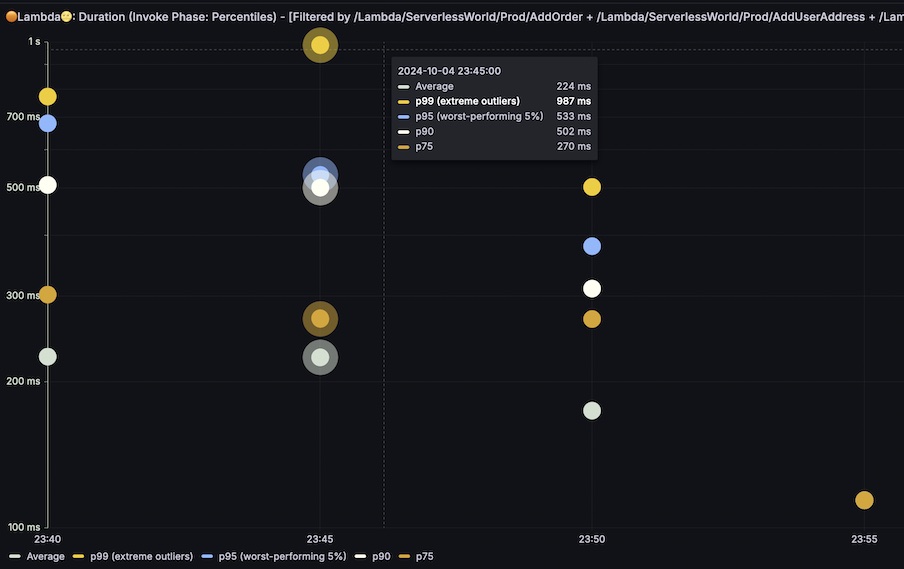 Lambda: Duration (Invoke Phase: Percentiles) - [Filtered by /Lambda/ServerlessWorld/Prod/AddOrder + /Lambda/ServerlessWorld/Prod/AddUserAddress + /Lam
1 s
2024-10-04 23:45:00
Average 224 ms
p99 (extreme outliers) 987 ms
p95 (worst-performing 5%) 533 ms
p90 502 ms
p75 270 ms
700 ms
500 ms
300 ms
200 ms
100 ms
23:40 23:45 23:50 23:55
Average p99 (extreme outliers) p95 (worst-performing 5%) p90 p75